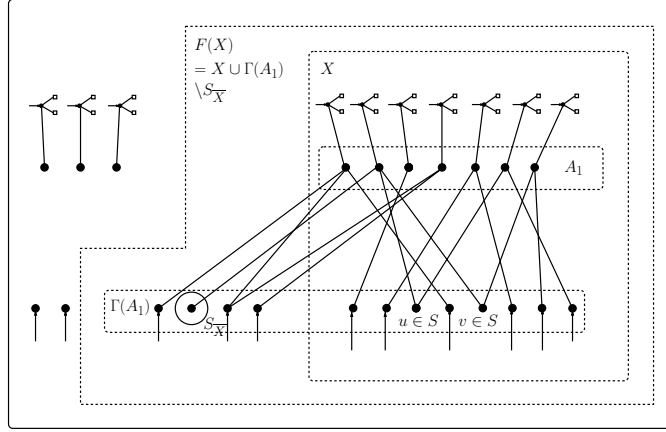 F(X)
= X ∪ Γ(A₁)
\S_X̅
X
A₁
Γ(A₁)
S_X̅
u ∈ S
v ∈ S